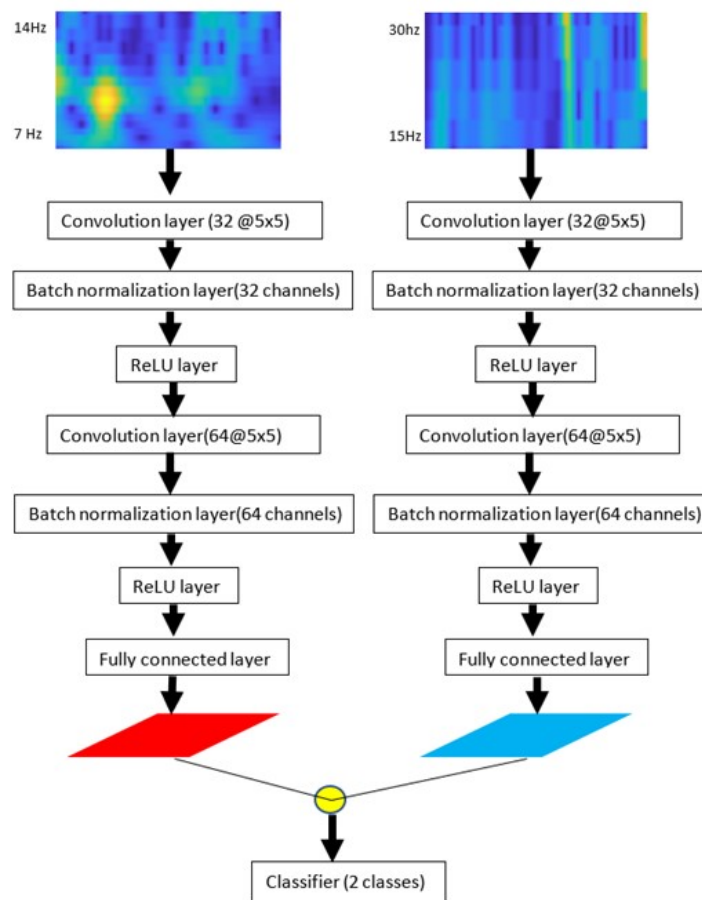 14Hz
7 Hz
30hz
15Hz
Convolution layer (32 @5x5)
Convolution layer (32@5x5)
Batch normalization layer(32 channels)
Batch normalization layer(32 channels)
ReLU layer
ReLU layer
Convolution layer(64@5x5)
Convolution layer(64@5x5)
Batch normalization layer(64 channels)
Batch normalization layer(64 channels)
ReLU layer
ReLU layer
Fully connected layer
Fully connected layer
Classifier (2 classes)